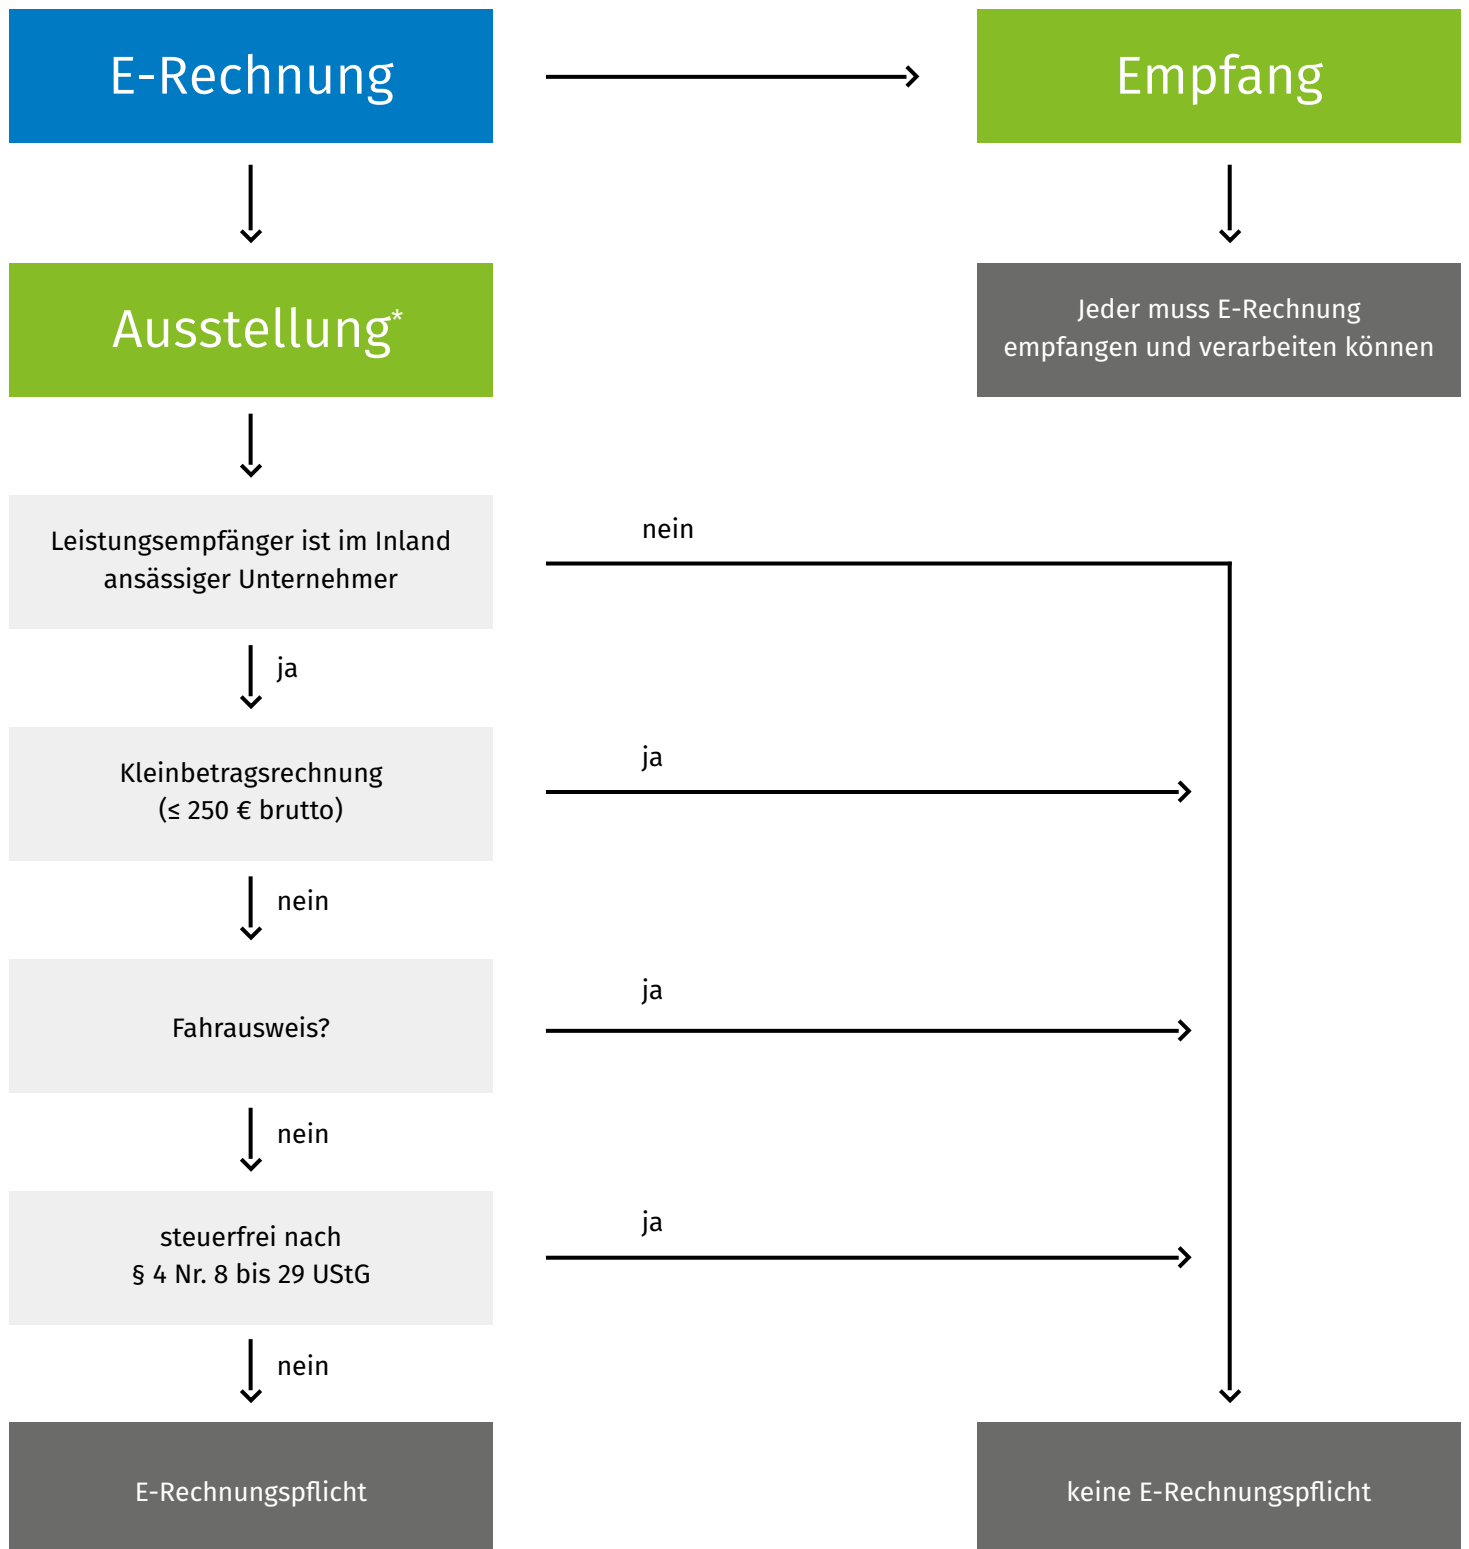 E-Rechnung
Empfang
Ausstellung*
Jeder muss E-Rechnung
empfangen und verarbeiten können
Leistungsempfänger ist im Inland
ansässiger Unternehmer
nein
ja
Kleinbetragsrechnung
(≤ 250 € brutto)
ja
nein
Fahrausweis?
ja
nein
steuerfrei nach
§ 4 Nr. 8 bis 29 UStG
ja
nein
E-Rechnungspflicht
keine E-Rechnungspflicht